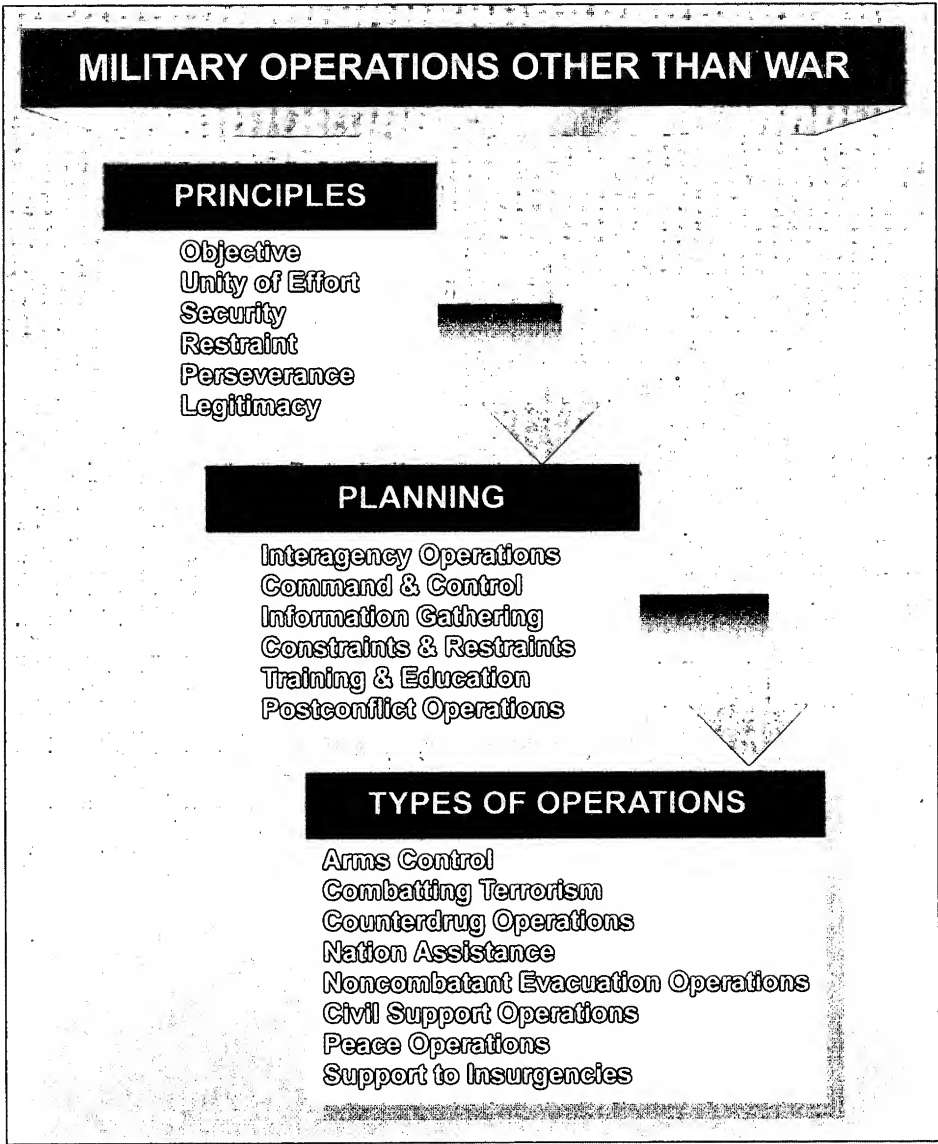 MILITARY OPERATIONS OTHER THAN WAR
PRINCIPLES
Objective
Unity of Effort
Security
Restraint
Perseverance
Legitimacy
PLANNING
Interagency Operations
Command & Control
Information Gathering
Constraints & Restraints
Training & Education
Postconflict Operations
TYPES OF OPERATIONS
Arms Control
Combatting Terrorism
Counterdrug Operations
Nation Assistance
Noncombatant Evacuation Operations
Civil Support Operations
Peace Operations
Support to Insurgencies